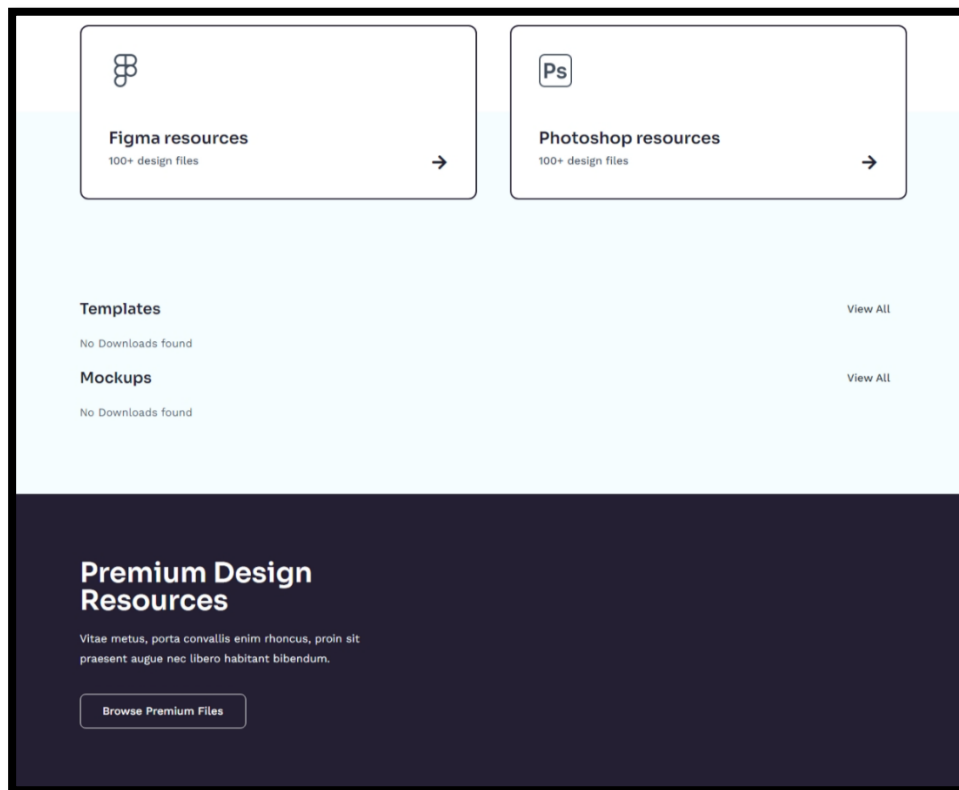 Ps
Figma resources
100+ design files
Photoshop resources
100+ design files
Templates
View All
No Downloads found
Mockups
View All
No Downloads found
Premium Design
Resources
Vitae metus, porta convallis enim rhoncus, proin sit
praesent augue nec libero habitant bibendum.
Browse Premium Files